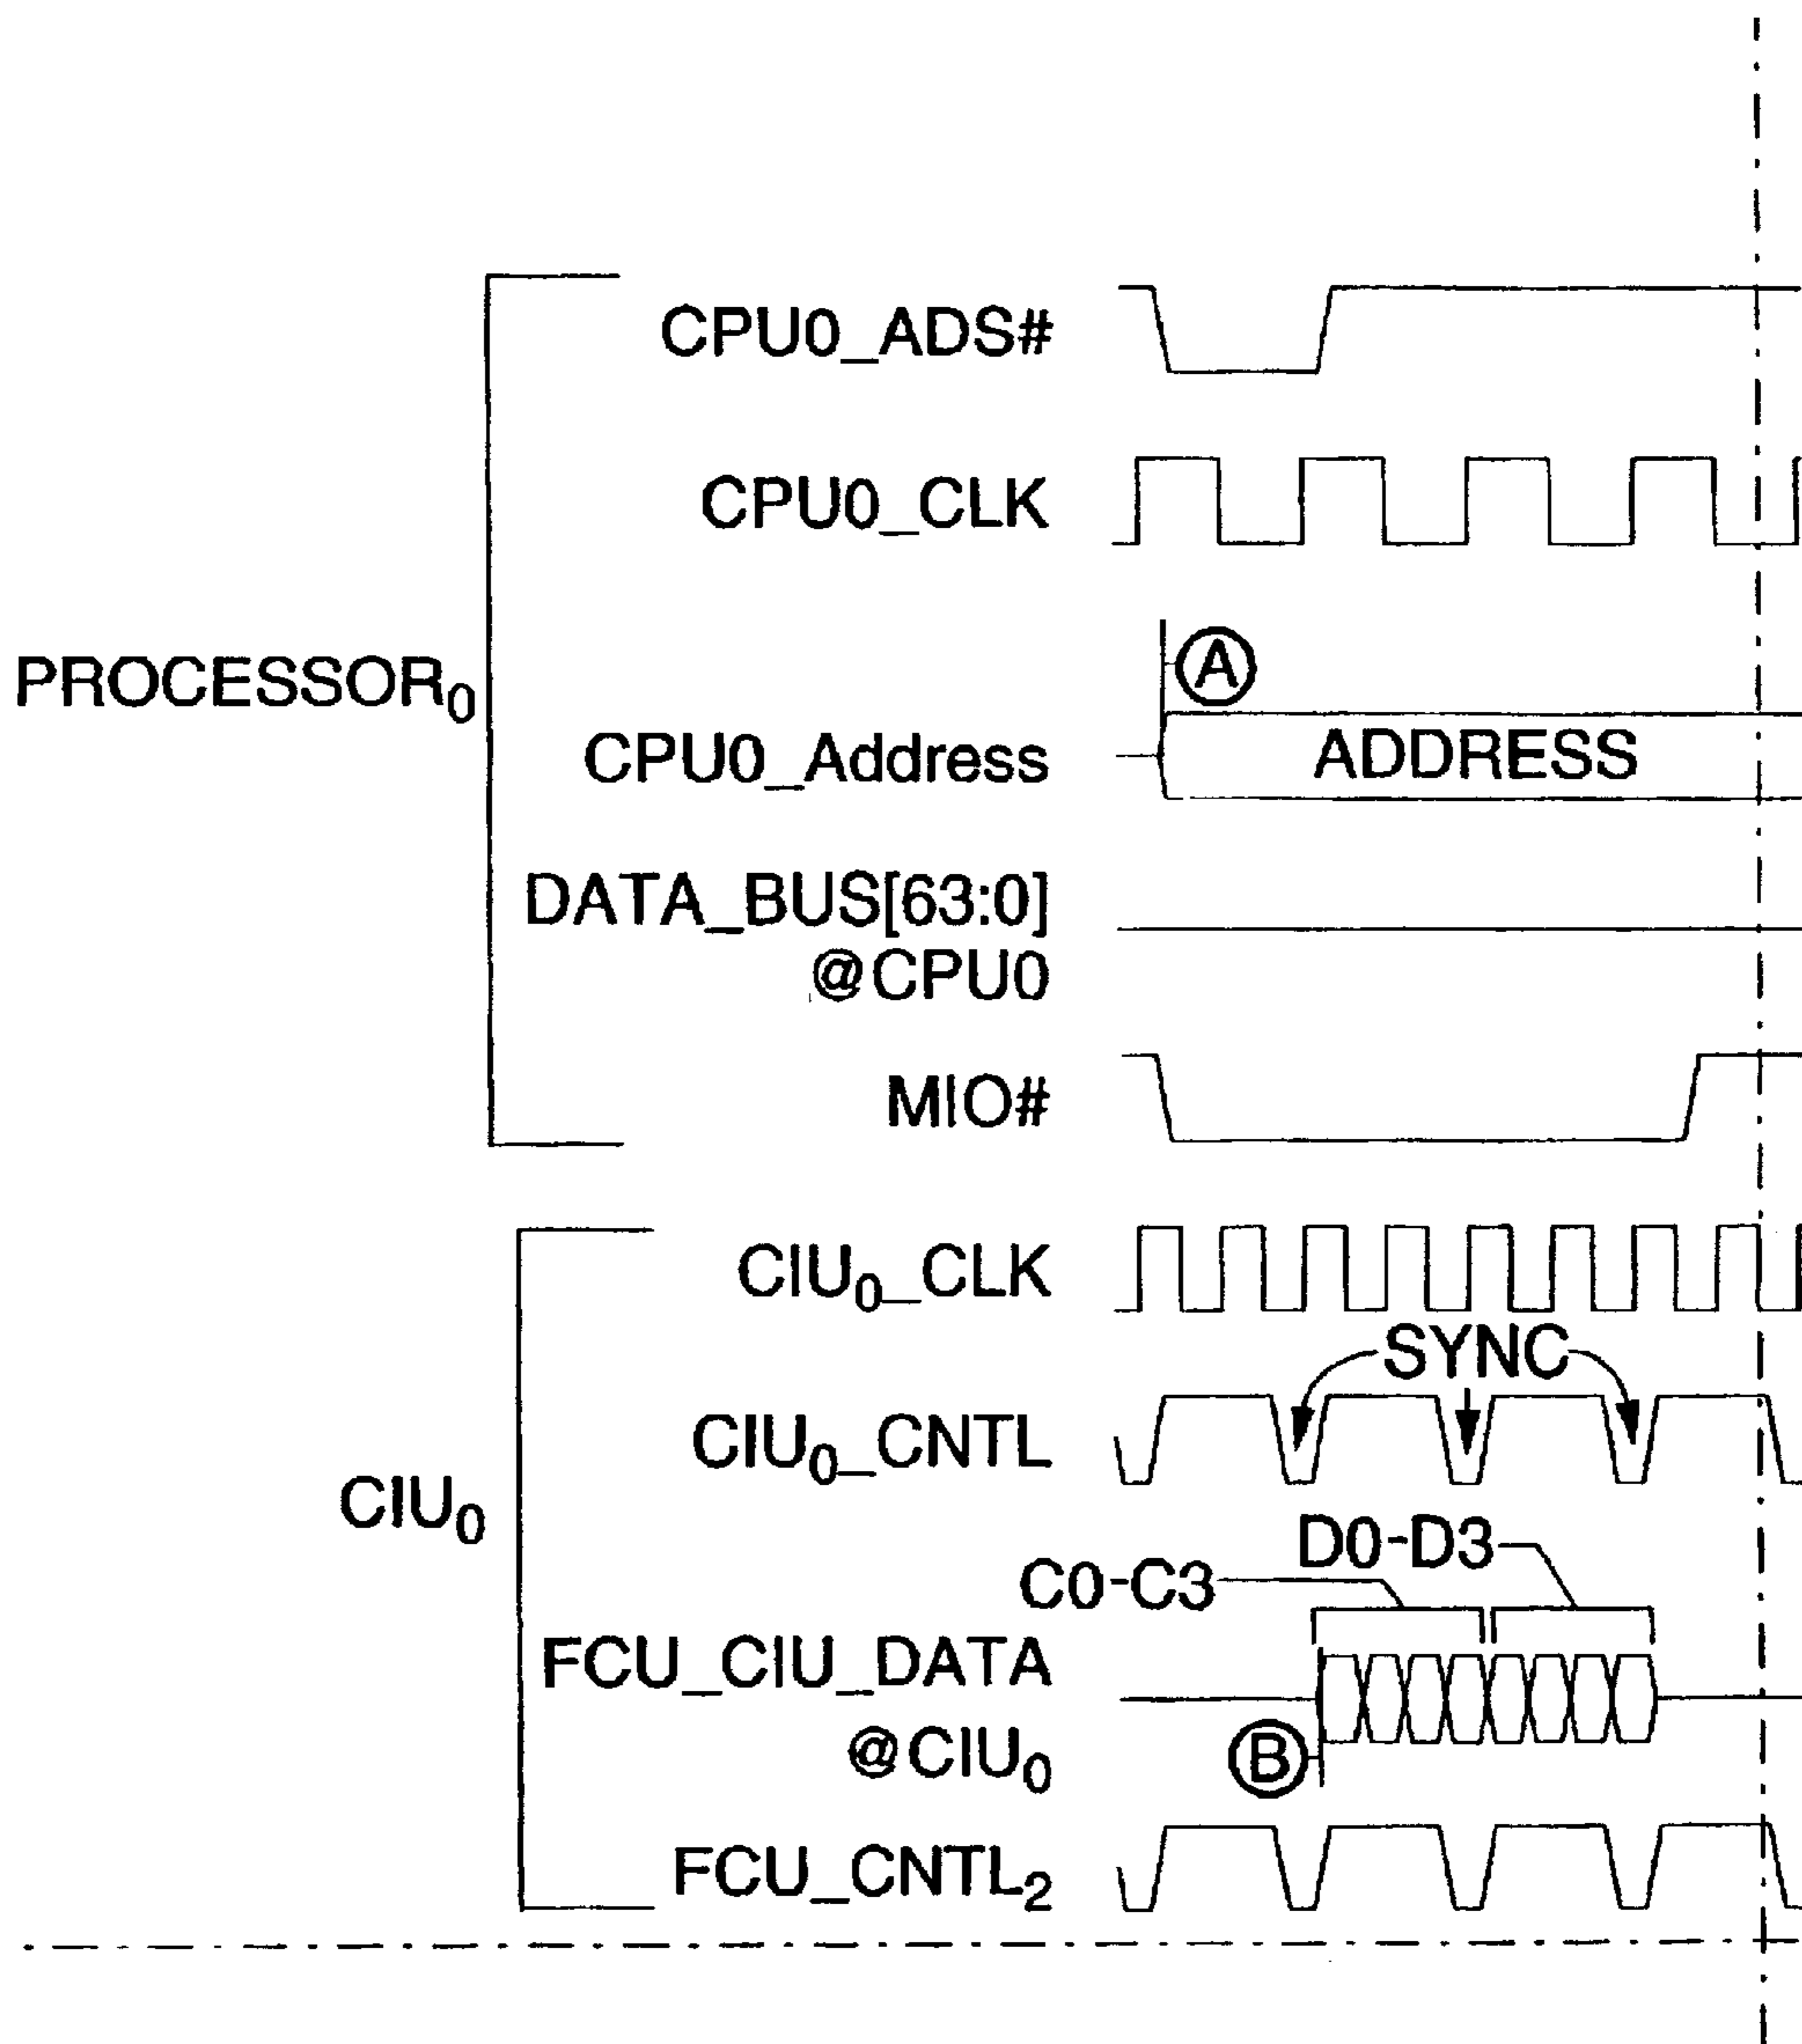 CPU0_ADS#
CPU0_CLK
PROCESSOR₀
A
CPU0_Address
ADDRESS
DATA_BUS[63:0]
@CPU0
MIO#
CIU₀_CLK
SYNC
CIU₀_CNTL
CIU₀
D0-D3
C0-C3
FCU_CIU_DATA
@CIU₀
B
FCU_CNTL₂